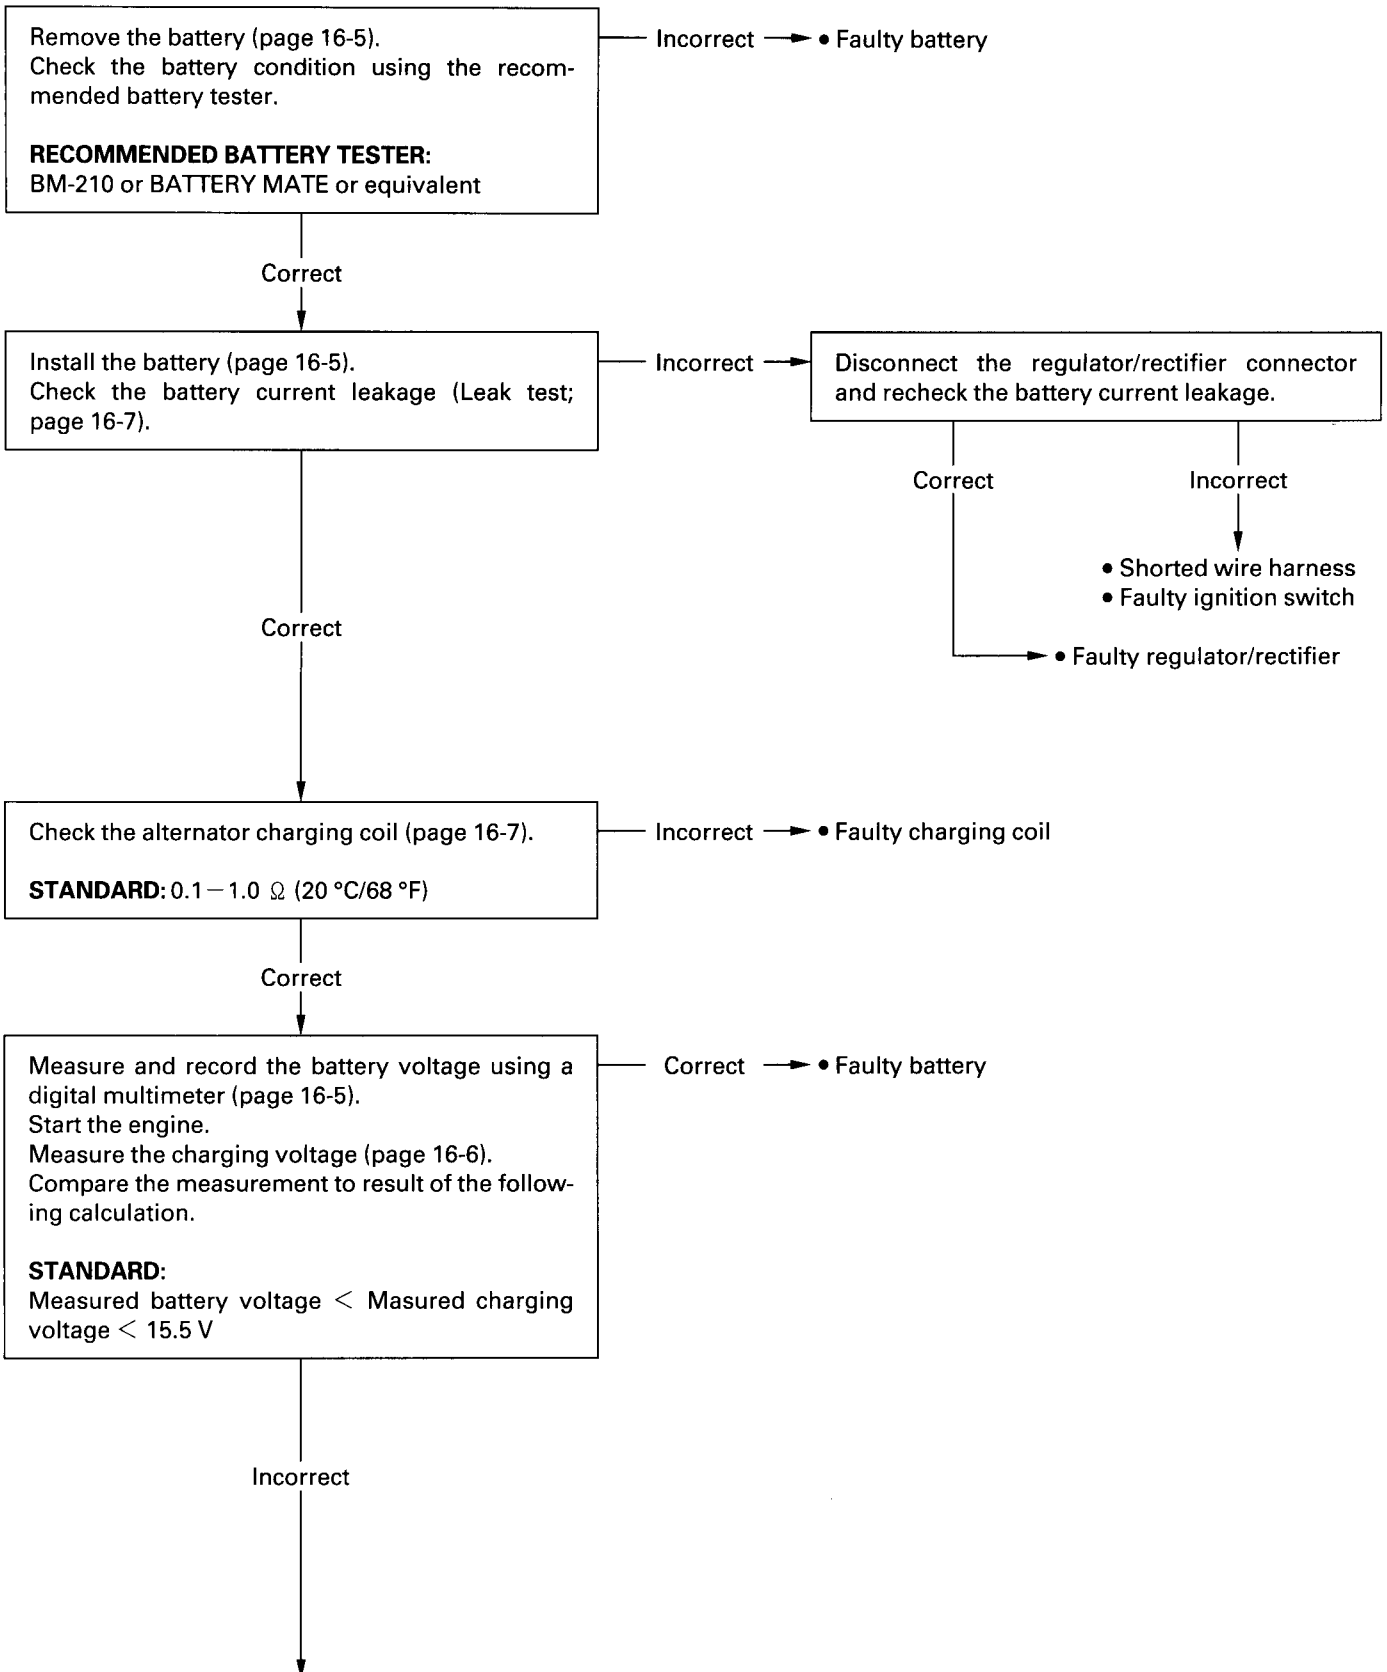 Remove the battery (page 16-5).
Check the battery condition using the recom-
mended battery tester.
RECOMMENDED BATTERY TESTER:
BM-210 or BATTERY MATE or equivalent
Incorrect
• Faulty battery
Correct
Install the battery (page 16-5).
Check the battery current leakage (Leak test;
page 16-7).
Incorrect
Disconnect the regulator/rectifier connector
and recheck the battery current leakage.
Correct
Incorrect
• Shorted wire harness
• Faulty ignition switch
• Faulty regulator/rectifier
Correct
Check the alternator charging coil (page 16-7).
STANDARD: 0.1－1.0 Ω (20 °C/68 °F)
Incorrect
• Faulty charging coil
Correct
Measure and record the battery voltage using a
digital multimeter (page 16-5).
Start the engine.
Measure the charging voltage (page 16-6).
Compare the measurement to result of the follow-
ing calculation.
STANDARD:
Measured battery voltage < Masured charging
voltage < 15.5 V
Correct
• Faulty battery
Incorrect